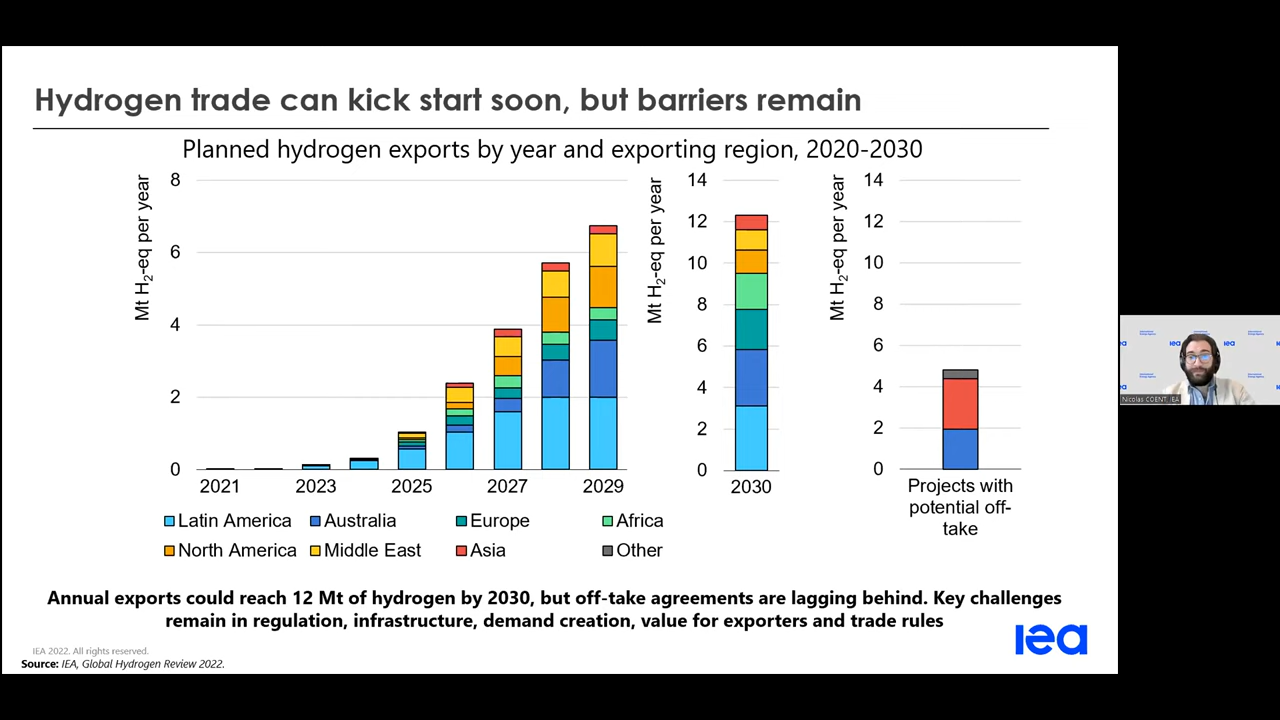 Hydrogen trade can kick start soon, but barriers remain
Planned hydrogen exports by year and exporting region, 2020-2030
Mt H2-eq per year
8
6
4
2
0
2021
2023
2025
2027
2029
Mt H2-eq per year
14
12
10
8
6
4
2
0
2030
Mt H2-eq per year
14
12
10
8
6
4
2
0
Projects with
potential off-
take
Latin America
Australia
Europe
Africa
North America
Middle East
Asia
Other
Annual exports could reach 12 Mt of hydrogen by 2030, but off-take agreements are lagging behind. Key challenges
remain in regulation, infrastructure, demand creation, value for exporters and trade rules
iea
IEA 2022. All rights reserved.
Source: IEA, Global Hydrogen Review 2022.
iea
iea
Nicolas COENT, IEA